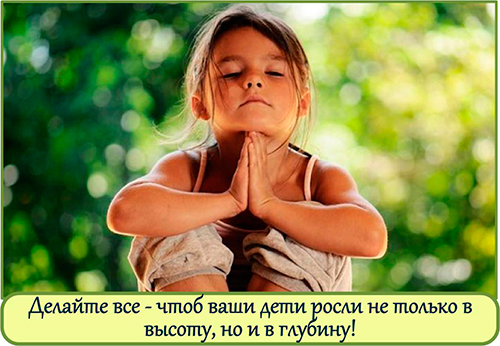 Делайте все - чтоб ваши дети росли не только в
высоту, но и в глубину!